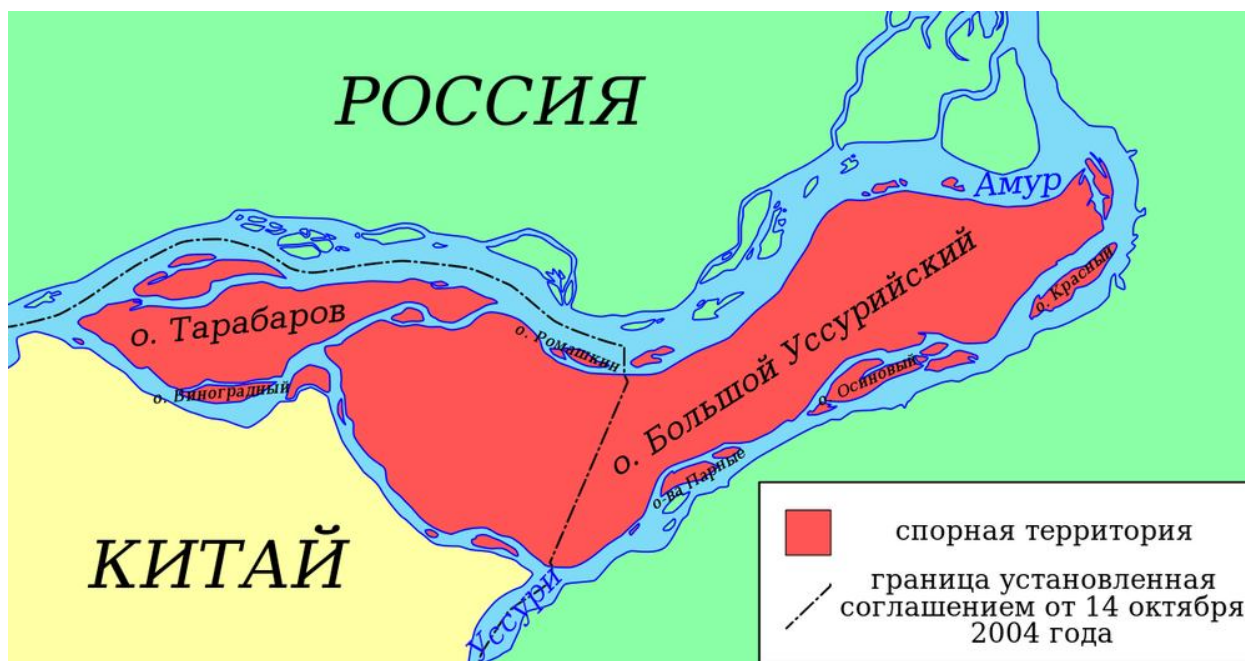 РОССИЯ
Амур
о. Красный
о. Тарабаров
о. Ромашкин
о. Большой Уссурийский
о. Виноградный
о. Осиновый
о-ва Парные
КИТАЙ
Уссури
спорная территория
граница установленная
соглашением от 14 октября
2004 года